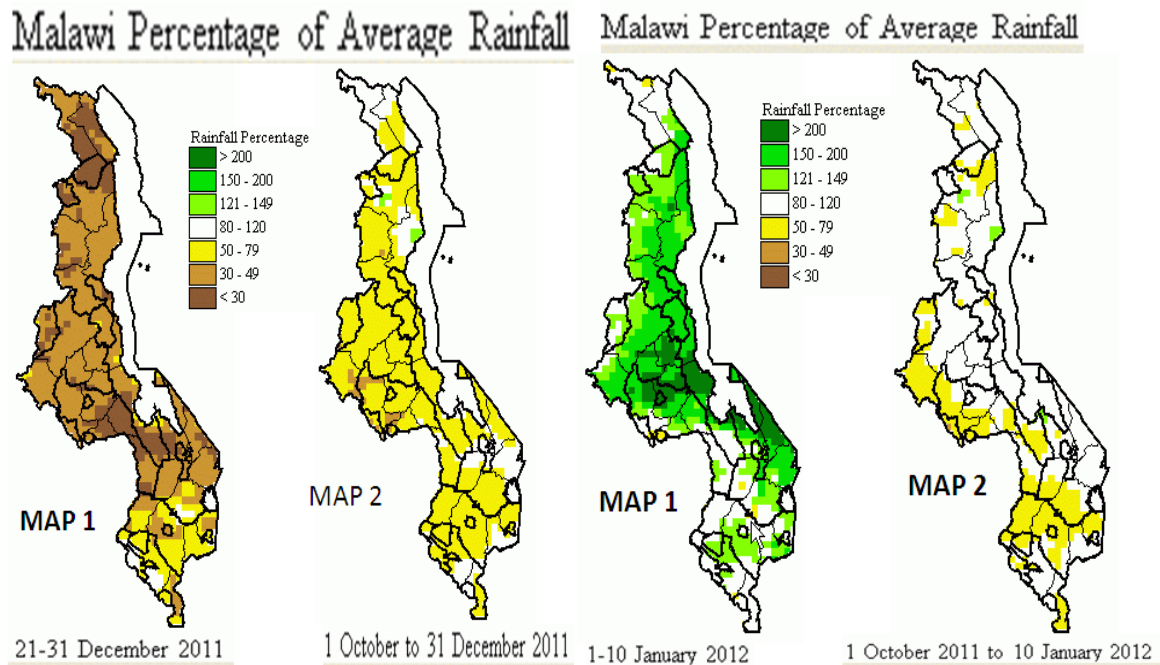 Malawi Percentage of Average Rainfall
Rainfall Percentage
> 200
150 - 200
121 - 149
80 - 120
50 - 79
30 - 49
< 30
MAP 1
MAP 2
21-31 December 2011
1 October to 31 December 2011
Malawi Percentage of Average Rainfall
Rainfall Percentage
> 200
150 - 200
121 - 149
80 - 120
50 - 79
30 - 49
< 30
MAP 1
MAP 2
1-10 January 2012
1 October 2011 to 10 January 2012